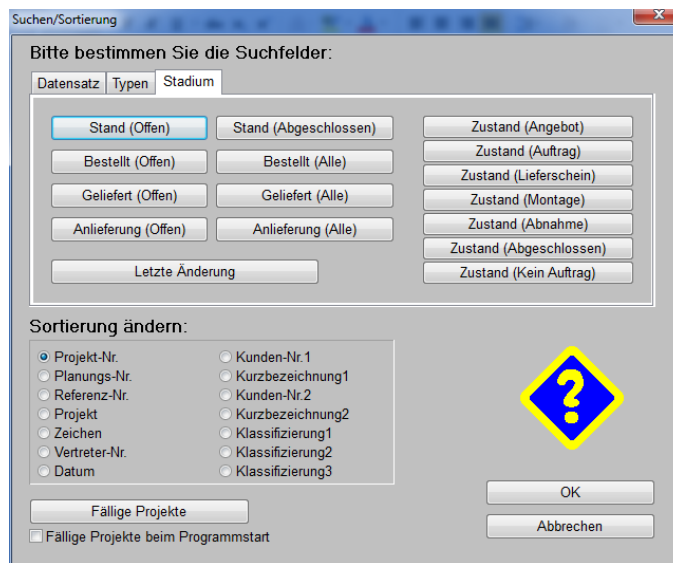 Suchen/Sortierung
Bitte bestimmen Sie die Suchfelder:
Datensatz Typen Stadium
Stand (Offen) Stand (Abgeschlossen) Zustand (Angebot)
Zustand (Auftrag)
Bestellt (Offen) Bestellt (Alle)
Zustand (Lieferschein)
Geliefert (Offen) Geliefert (Alle) Zustand (Montage)
Anlieferung (Offen) Anlieferung (Alle) Zustand (Abnahme)
Zustand (Abgeschlossen)
Letzte Änderung Zustand (Kein Auftrag)
Sortierung ändern:
Projekt-Nr. Kunden-Nr.1
Planungs-Nr. Kurzbezeichnung1
Referenz-Nr. Kunden-Nr.2
Projekt Kurzbezeichnung2
Zeichen Klassifizierung1
Vertreter-Nr. Klassifizierung2
Datum Klassifizierung3
?
OK
Fällige Projekte
Abbrechen
Fällige Projekte beim Programmstart